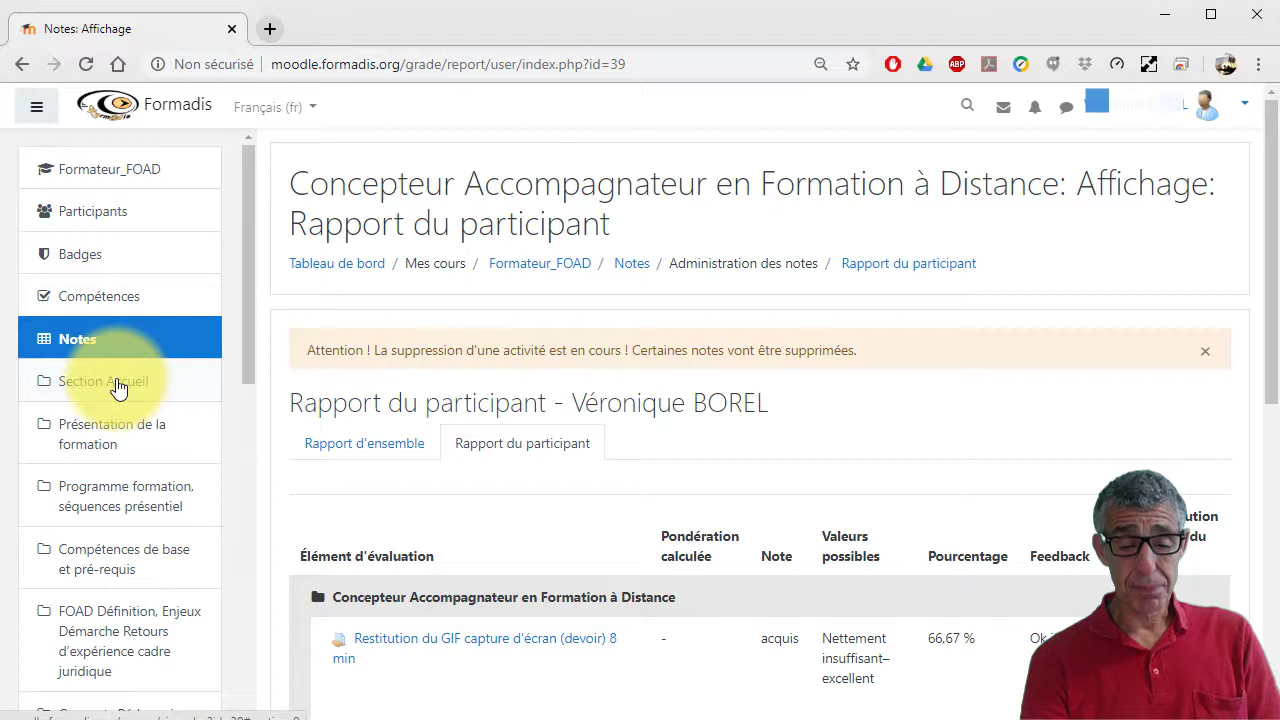 Notes: Affichage
Non sécurisé
moodle.formadis.org/grade/report/user/index.php?id=39
ABP
Formadis
Français (fr)
L
Formateur_FOAD
Participants
Badges
Compétences
Notes
Section Accueil
Présentation de la
formation
Programme formation,
séquences présentiel
Compétences de base
et pré-requis
FOAD Définition, Enjeux
Démarche Retours
d'expérience cadre
juridique
Concepteur Accompagnateur en Formation à Distance: Affichage:
Rapport du participant
Tableau de bord / Mes cours / Formateur_FOAD / Notes / Administration des notes / Rapport du participant
Attention ! La suppression d'une activité est en cours ! Certaines notes vont être supprimées.
Rapport du participant - Véronique BOREL
Rapport d'ensemble
Rapport du participant
Élément d'évaluation
Pondération
calculée
Note
Valeurs
possibles
Pourcentage
Feedback
ution
du
Concepteur Accompagnateur en Formation à Distance
Restitution du GIF capture d'écran (devoir) 8
min
-
acquis
Nettement
insuffisant–
excellent
66,67 %